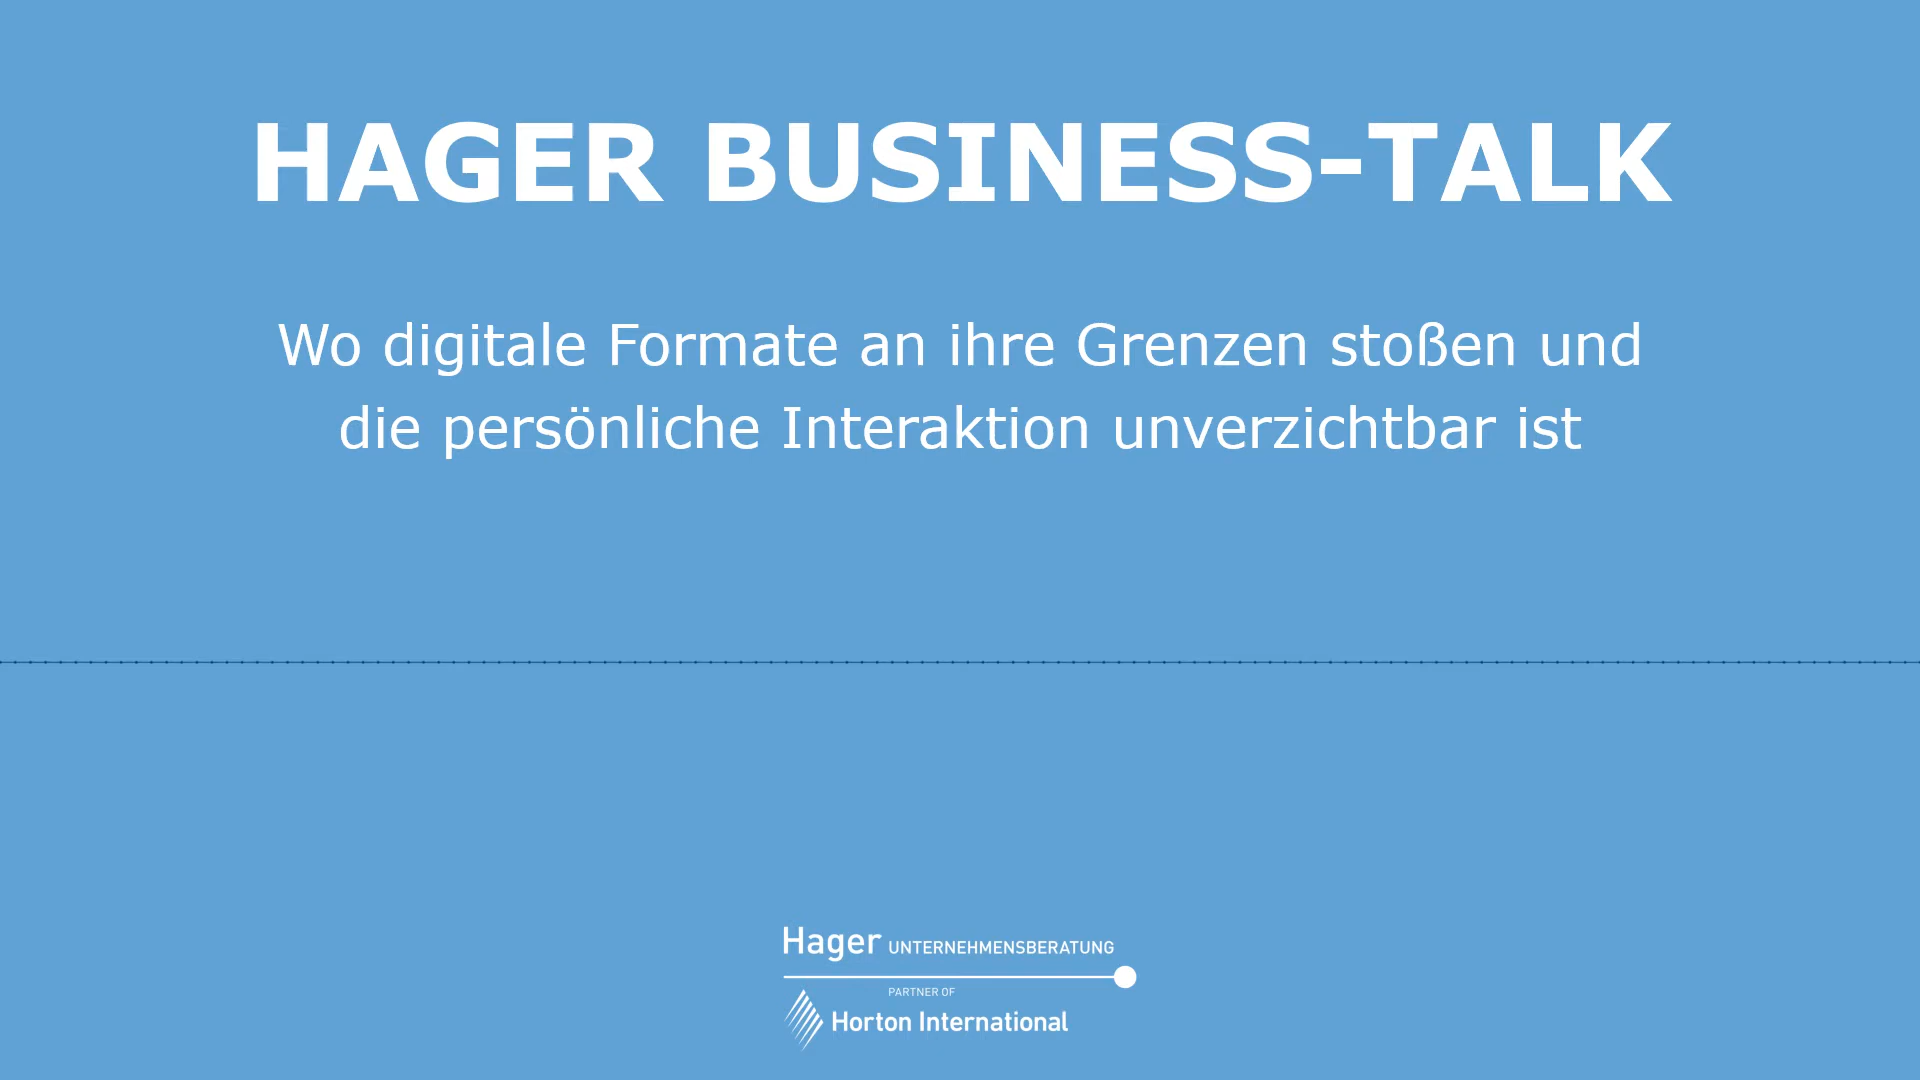 HAGER BUSINESS-TALK
Wo digitale Formate an ihre Grenzen stoßen und
die persönliche Interaktion unverzichtbar ist
Hager UNTERNEHMENSBERATUNG
PARTNER OF
Horton International